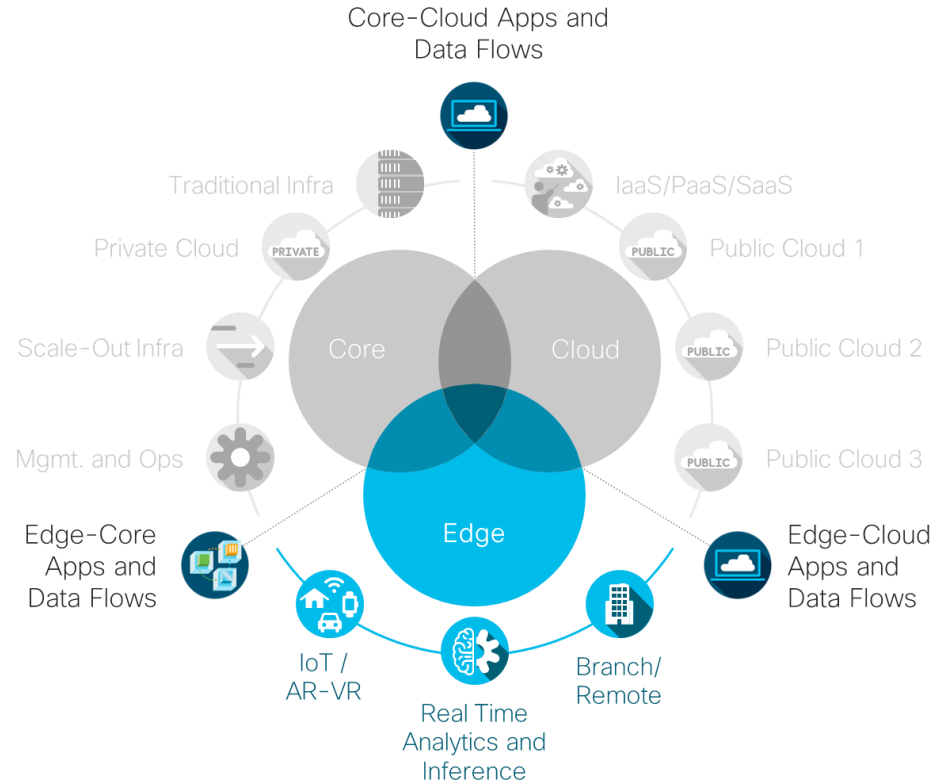 Core-Cloud Apps and
Data Flows
Traditional Infra
IaaS/PaaS/SaaS
Private Cloud
PRIVATE
PUBLIC
Public Cloud 1
Scale-Out Infra
Core
Cloud
PUBLIC
Public Cloud 2
Mgmt. and Ops
PUBLIC
Public Cloud 3
Edge
Edge-Core
Apps and
Data Flows
Edge-Cloud
Apps and
Data Flows
IoT /
AR-VR
Real Time
Analytics and
Inference
Branch/
Remote